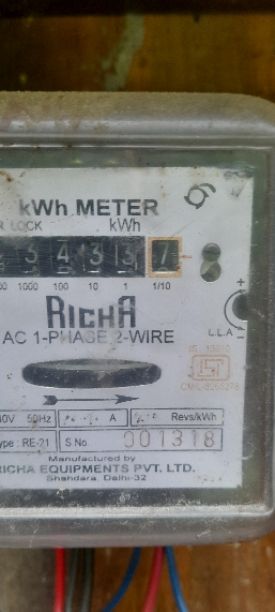 kWh METER
LOCK kWh
3 4 3 3 7
1000 100 10 1 1/10
RICHA
AC 1-PHASE 2-WIRE
L.L.A
50Hz A Revs/kWh
Type : RE-21 S.No. 001318
Manufactured by
RICHA EQUIPMENTS PVT. LTD.
Shahdara, Delhi-32